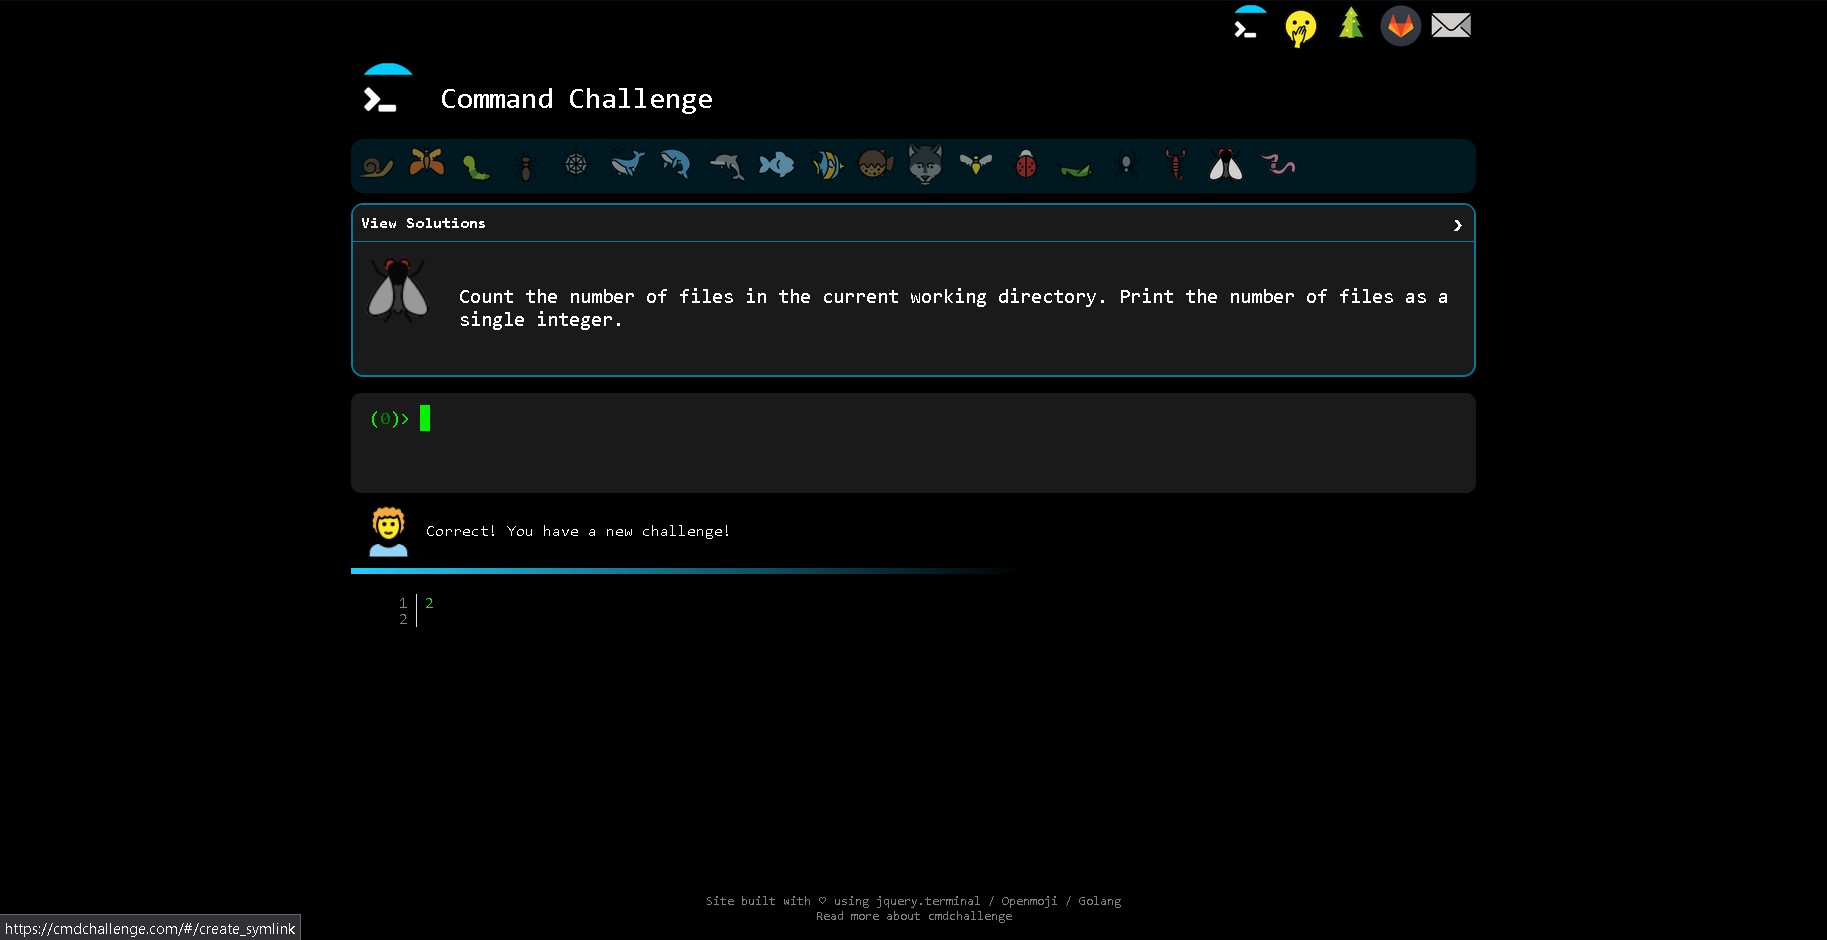 Command Challenge
View Solutions ❯
Count the number of files in the current working directory. Print the number of files as a
single integer.
(0)>
Correct! You have a new challenge!
1 2
2
Site built with ♡ using jquery.terminal / Openmoji / Golang
Read more about cmdchallenge
https://cmdchallenge.com/#/create_symlink